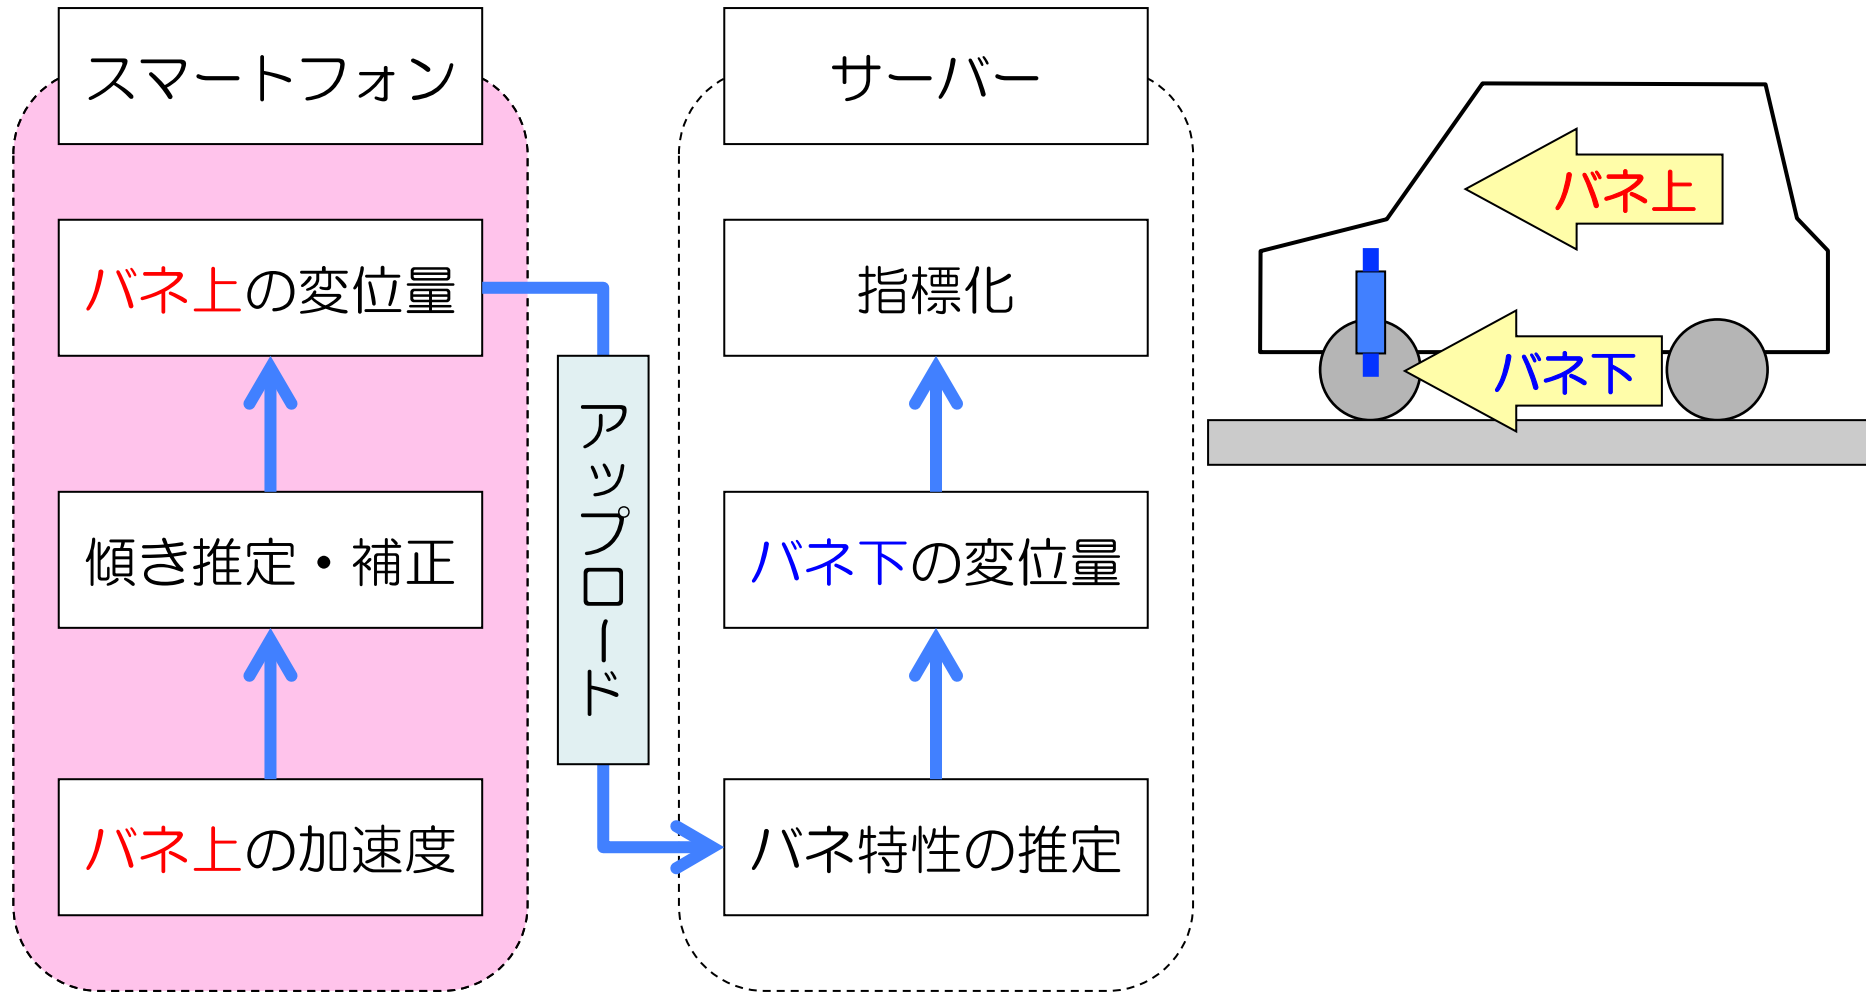 スマートフォン
バネ上の変位量
傾き推定・補正
バネ上の加速度
アップロード
サーバー
指標化
バネ下の変位量
バネ特性の推定
バネ上
バネ下